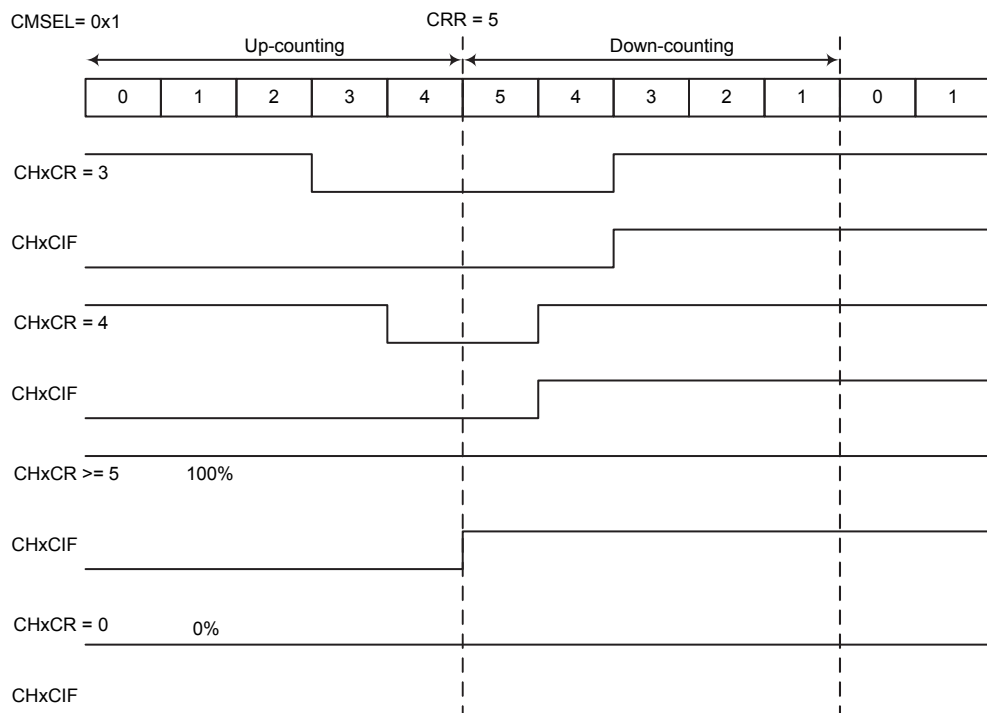 CMSEL= 0x1
CRR = 5
Up-counting Down-counting
0 1 2 3 4 5 4 3 2 1 0 1
CHxCR = 3
CHxCIF
CHxCR = 4
CHxCIF
CHxCR >= 5 100%
CHxCIF
CHxCR = 0 0%
CHxCIF